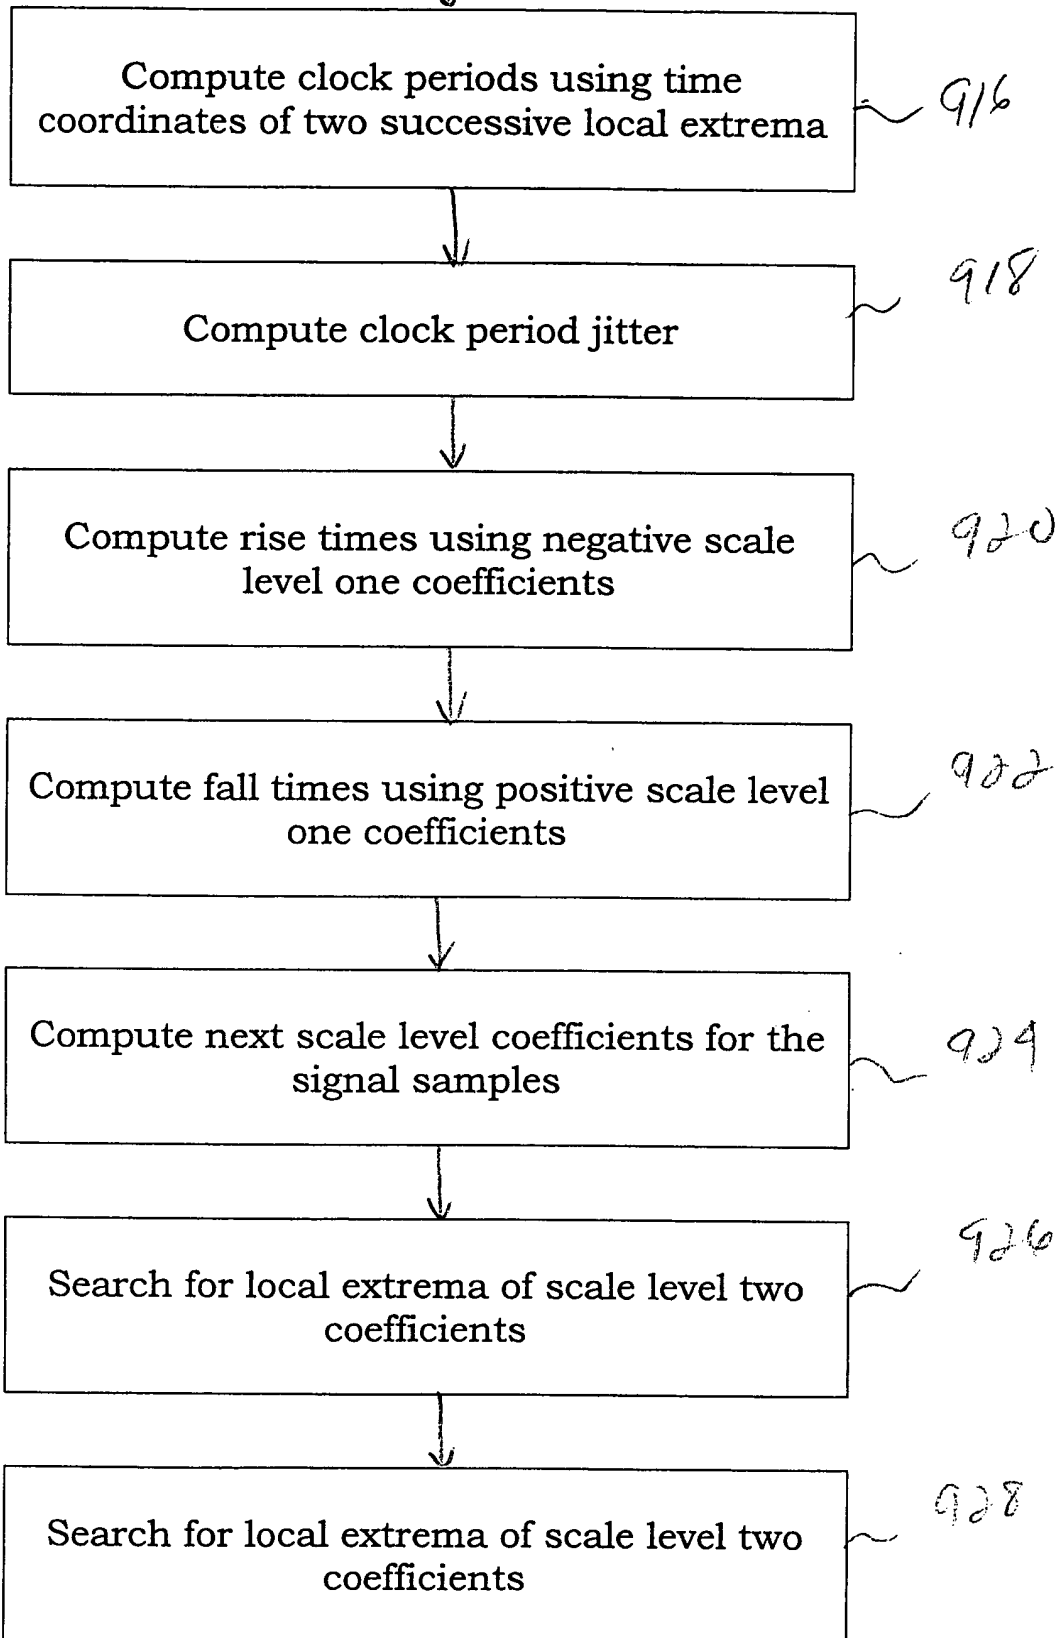 Compute clock periods using time
coordinates of two successive local extrema
916
Compute clock period jitter
918
Compute rise times using negative scale
level one coefficients
920
Compute fall times using positive scale level
one coefficients
922
Compute next scale level coefficients for the
signal samples
924
Search for local extrema of scale level two
coefficients
926
Search for local extrema of scale level two
coefficients
928